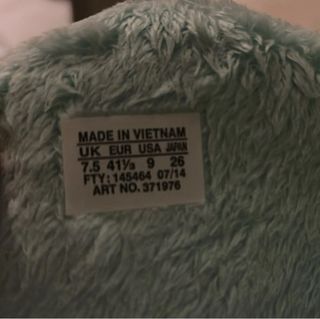 MADE IN VIETNAM
UK EUR USA JAPAN
7.5 41⅓ 9 26
FTY: 145464 07/14
ART NO. 371976